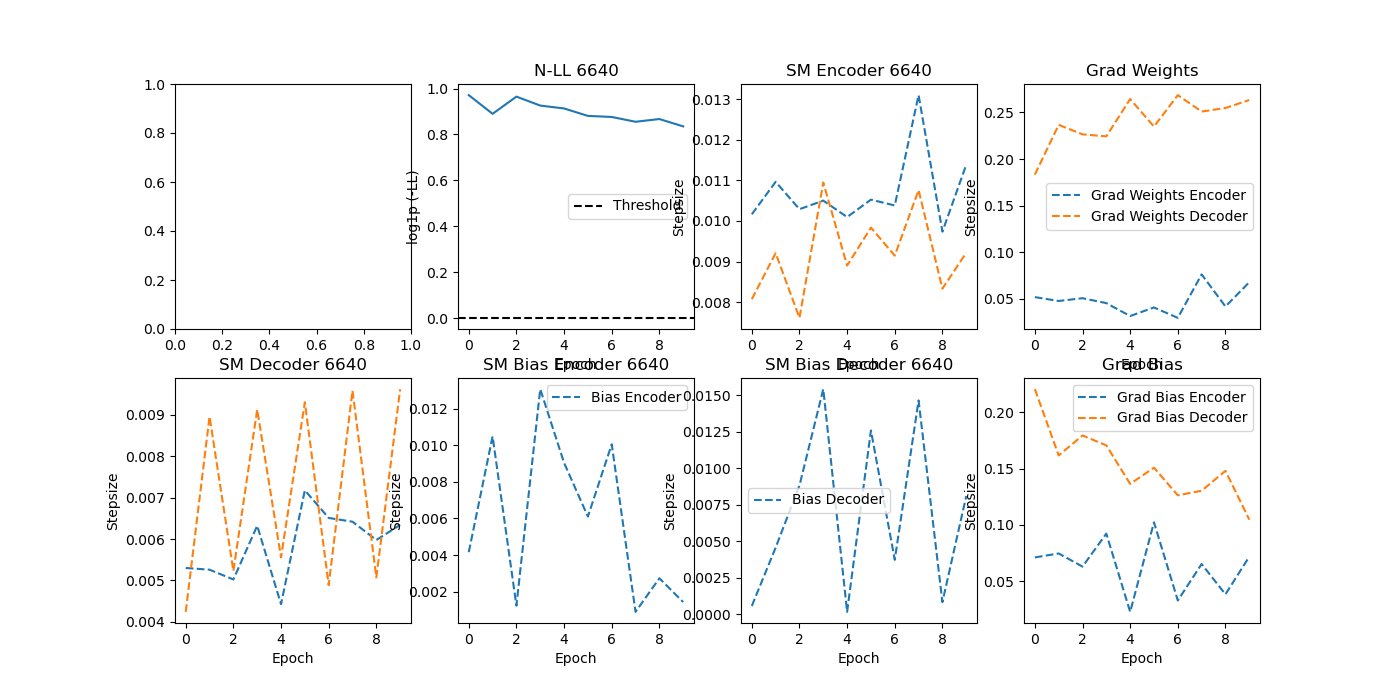 N-LL 6640
SM Encoder 6640
Grad Weights
1.0
0.8
0.6
0.4
0.2
0.0
0.0 0.2 0.4 0.6 0.8 1.0
log1p (-LL)
1.0
0.8
0.6
0.4
0.2
0.0
Threshold
0 2 4 6 8
Epoch
Stepsize
0.013
0.012
0.011
0.010
0.009
0.008
0 2 4 6 8
Epoch
Stepsize
0.25
0.20
0.15
0.10
0.05
Grad Weights Encoder
Grad Weights Decoder
0 2 4 6 8
Epoch
SM Decoder 6640
SM Bias Encoder 6640
SM Bias Decoder 6640
Grad Bias
Stepsize
0.009
0.008
0.007
0.006
0.005
0.004
0 2 4 6 8
Epoch
Stepsize
0.012
0.010
0.008
0.006
0.004
0.002
Bias Encoder
0 2 4 6 8
Epoch
Stepsize
0.0150
0.0125
0.0100
0.0075
0.0050
0.0025
0.0000
Bias Decoder
0 2 4 6 8
Epoch
Stepsize
0.20
0.15
0.10
0.05
Grad Bias Encoder
Grad Bias Decoder
0 2 4 6 8
Epoch